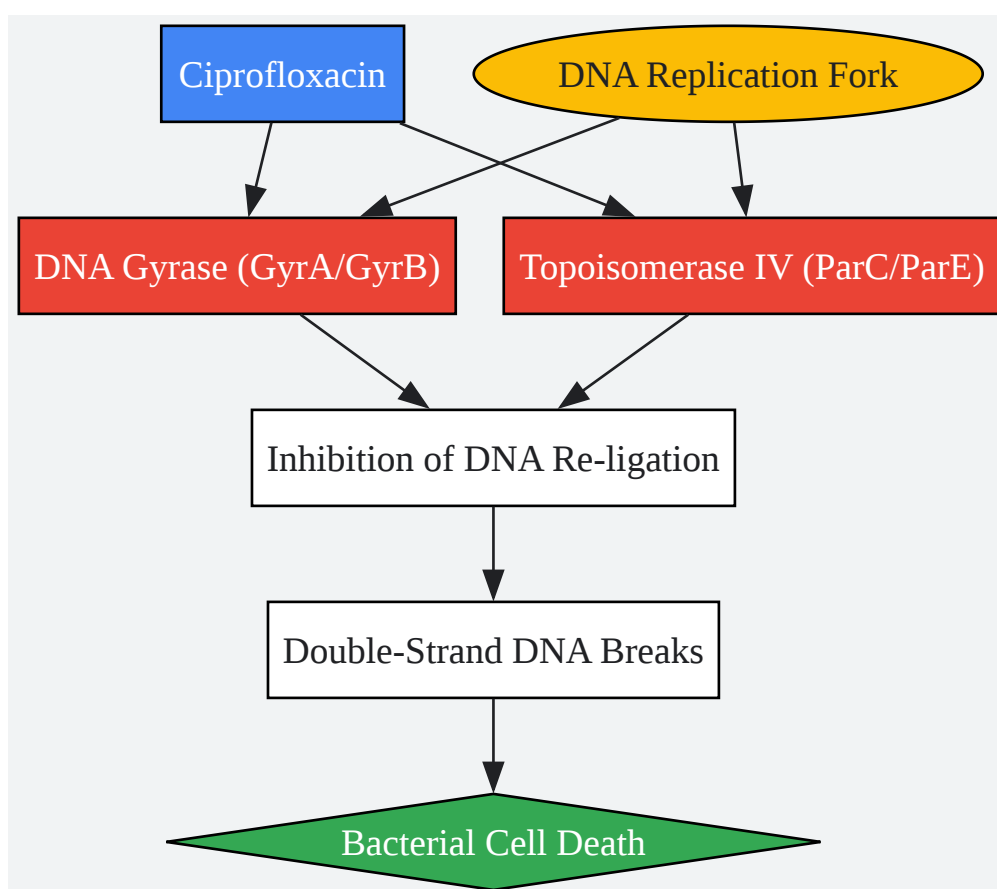 Ciprofloxacin
DNA Replication Fork
DNA Gyrase (GyrA/GyrB)
Topoisomerase IV (ParC/ParE)
Inhibition of DNA Re-ligation
Double-Strand DNA Breaks
Bacterial Cell Death